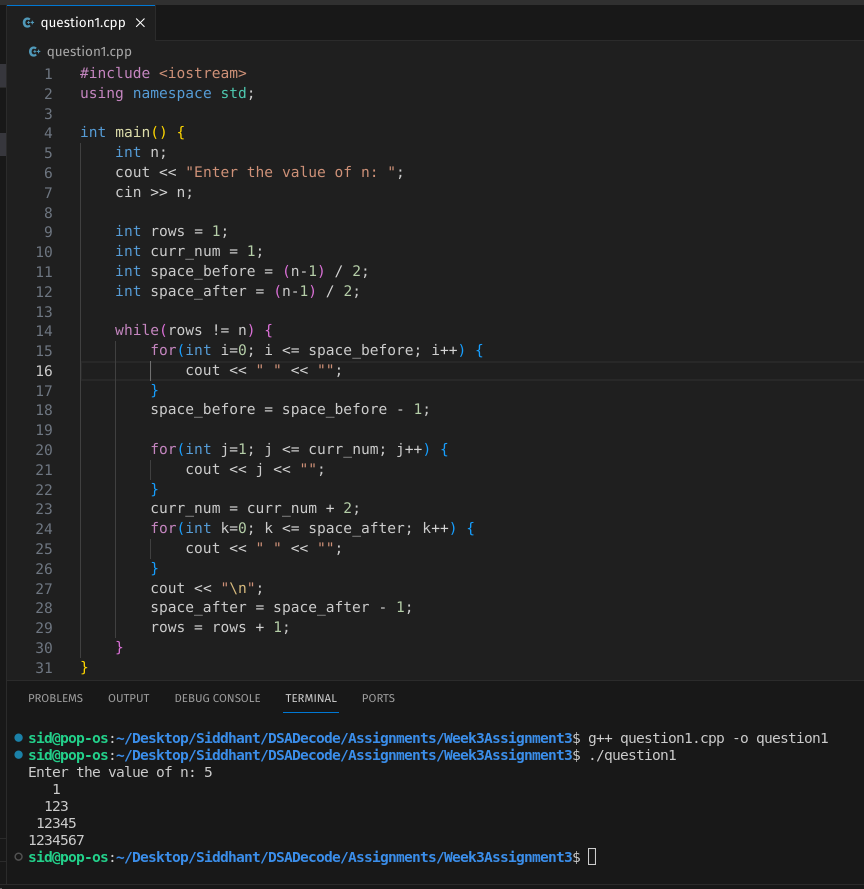 question1.cpp ×
question1.cpp
1 #include <iostream>
2 using namespace std;
3
4 int main() {
5     int n;
6     cout << "Enter the value of n: ";
7     cin >> n;
8
9     int rows = 1;
10     int curr_num = 1;
11     int space_before = (n-1) / 2;
12     int space_after = (n-1) / 2;
13
14     while(rows != n) {
15         for(int i=0; i <= space_before; i++) {
16             cout << " " << "";
17         }
18         space_before = space_before - 1;
19
20         for(int j=1; j <= curr_num; j++) {
21             cout << j << "";
22         }
23         curr_num = curr_num + 2;
24         for(int k=0; k <= space_after; k++) {
25             cout << " " << "";
26         }
27         cout << "\n";
28         space_after = space_after - 1;
29         rows = rows + 1;
30     }
31 }
PROBLEMS OUTPUT DEBUG CONSOLE TERMINAL PORTS
sid@pop-os:~/Desktop/Siddhant/DSADecode/Assignments/Week3Assignment3$ g++ question1.cpp -o question1
sid@pop-os:~/Desktop/Siddhant/DSADecode/Assignments/Week3Assignment3$ ./question1
Enter the value of n: 5
   1
  123
 12345
1234567
sid@pop-os:~/Desktop/Siddhant/DSADecode/Assignments/Week3Assignment3$